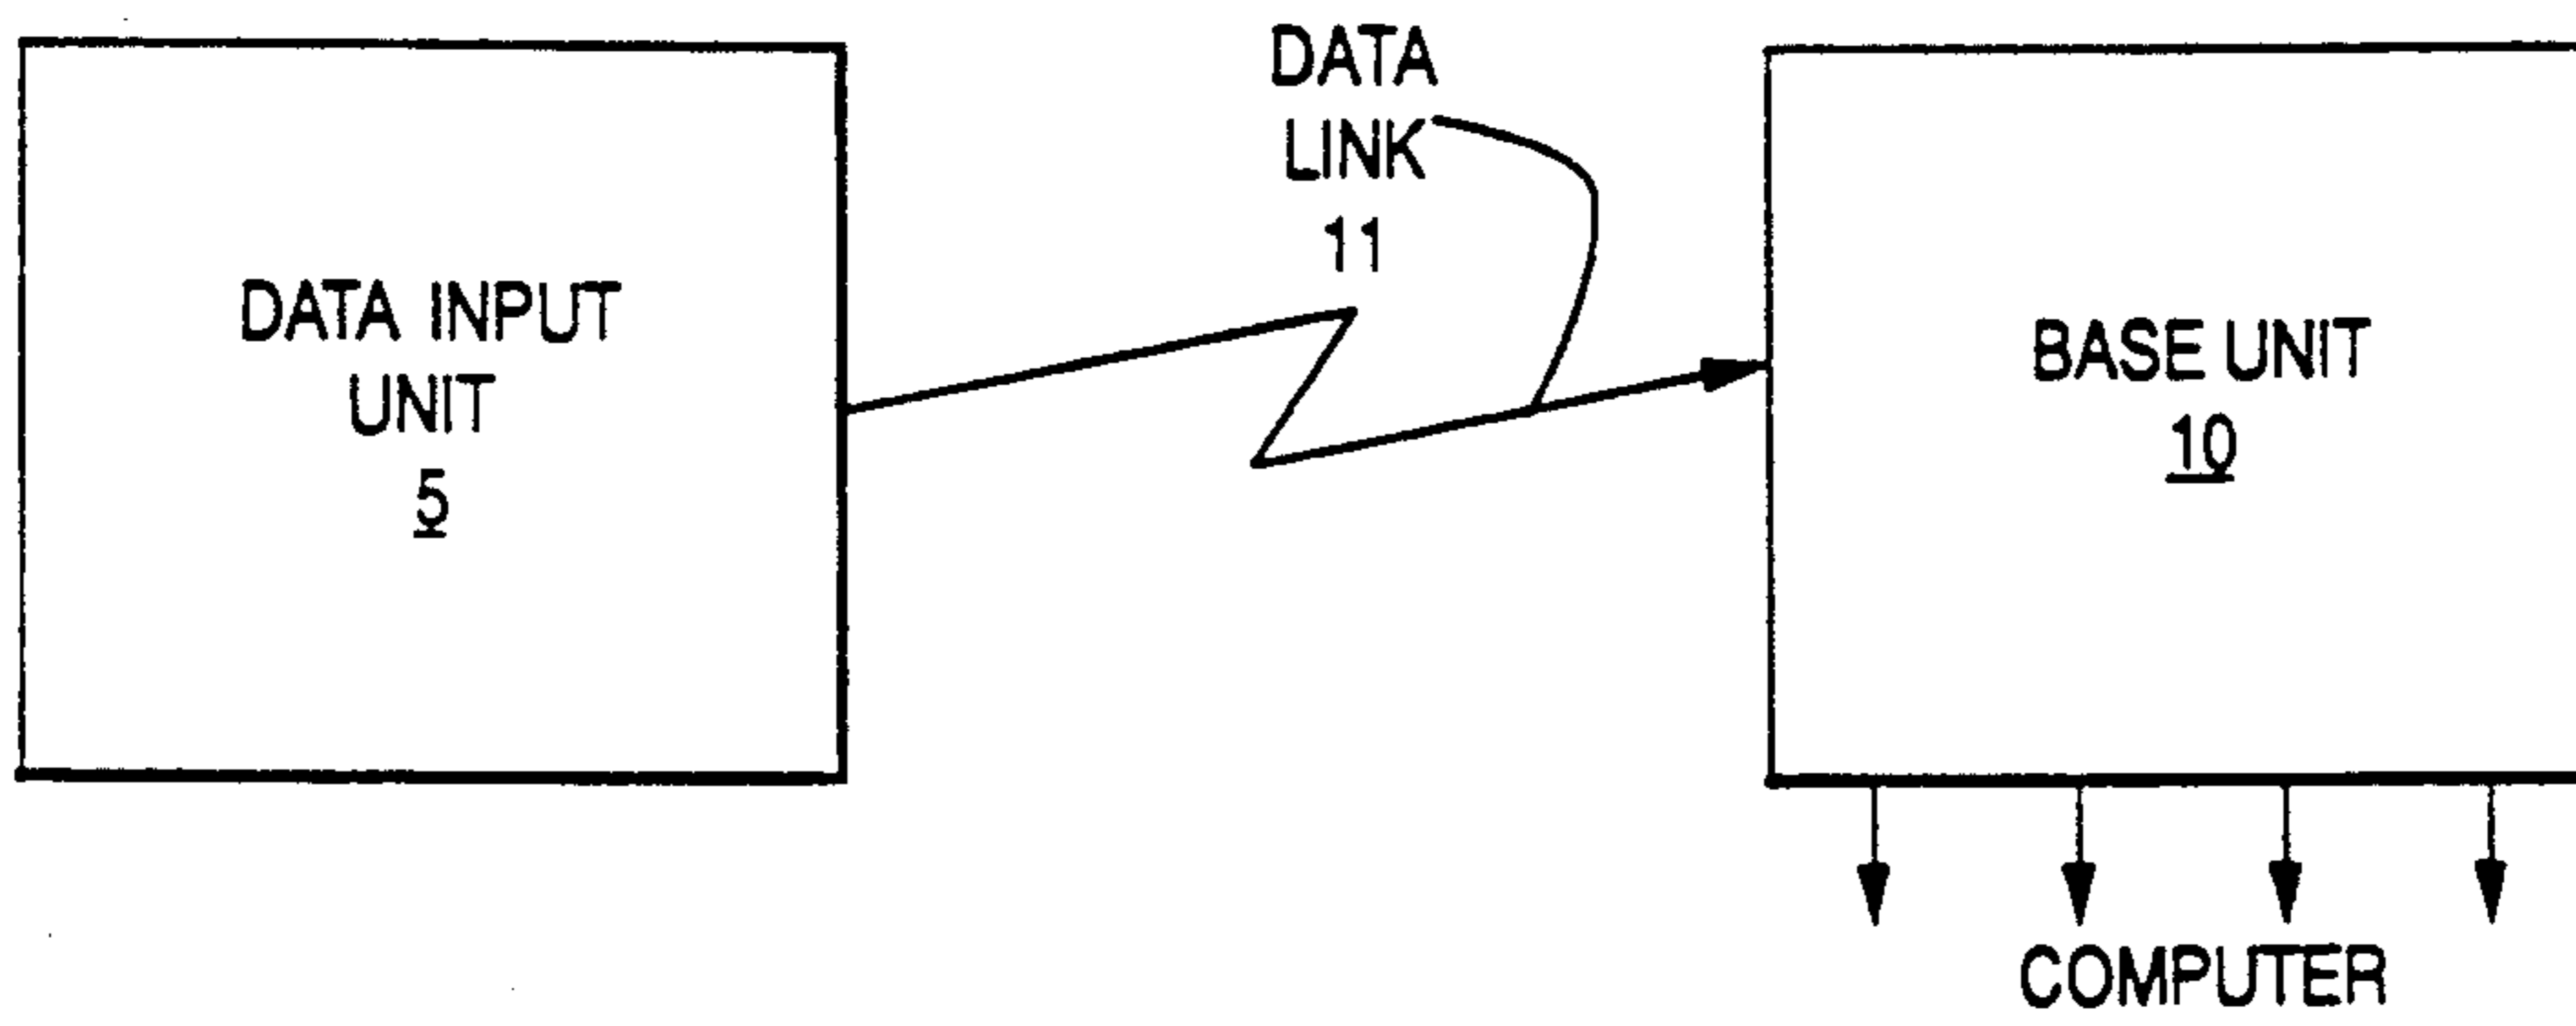 DATA INPUT
UNIT
5
DATA
LINK
11
BASE UNIT
10
COMPUTER